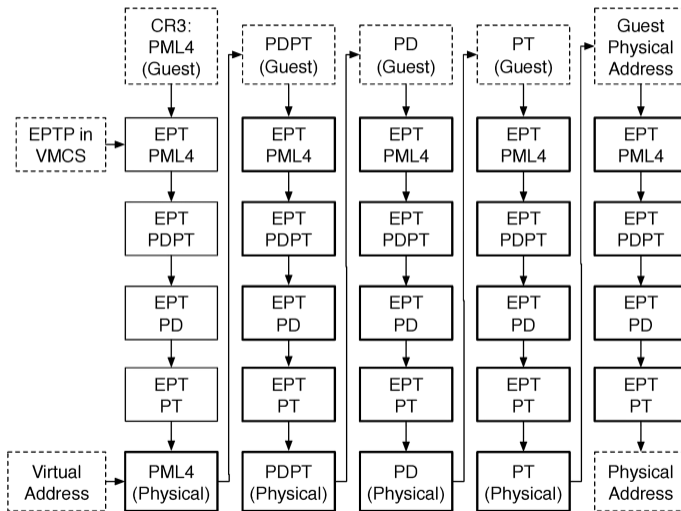 CR3:
PML4
(Guest)
PDPT
(Guest)
PD
(Guest)
PT
(Guest)
Guest
Physical
Address
EPTP in
VMCS
EPT
PML4
EPT
PML4
EPT
PML4
EPT
PML4
EPT
PML4
EPT
PDPT
EPT
PDPT
EPT
PDPT
EPT
PDPT
EPT
PDPT
EPT
PD
EPT
PD
EPT
PD
EPT
PD
EPT
PD
EPT
PT
EPT
PT
EPT
PT
EPT
PT
EPT
PT
Virtual
Address
PML4
(Physical)
PDPT
(Physical)
PD
(Physical)
PT
(Physical)
Physical
Address